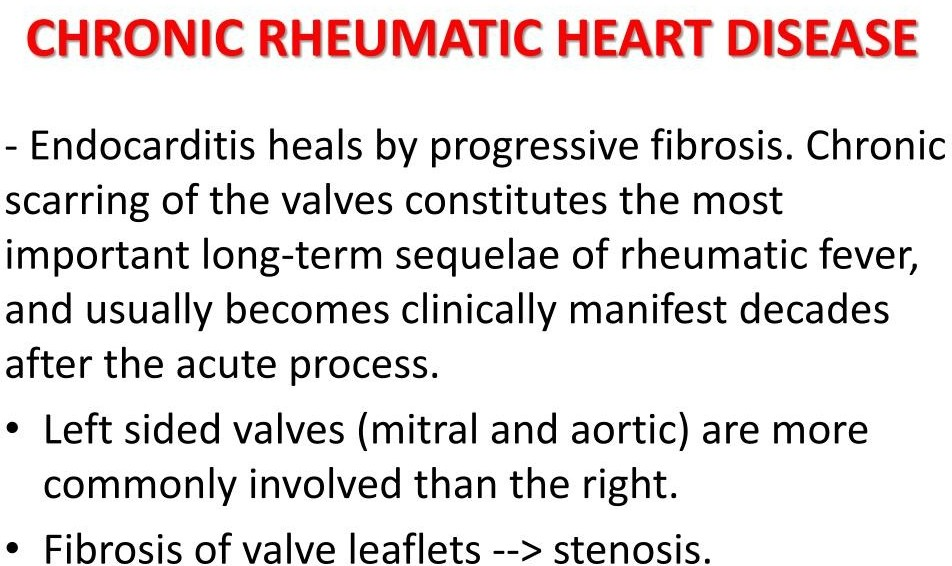 CHRONIC RHEUMATIC HEART DISEASE
- Endocarditis heals by progressive fibrosis. Chronic
scarring of the valves constitutes the most
important long-term sequelae of rheumatic fever,
and usually becomes clinically manifest decades
after the acute process.
• Left sided valves (mitral and aortic) are more
commonly involved than the right.
• Fibrosis of valve leaflets --> stenosis.